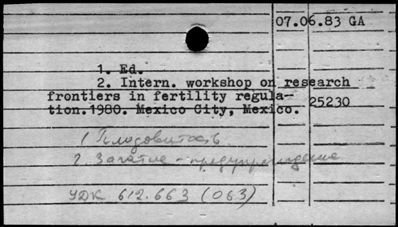 07.06.83 GA
1. Ed.
2. Intern. workshop on research
frontiers in fertility regula-
tion.1980. Mexico City, Mexico.
25230
1 Плодовитость
2. Зачатие - предупреждение
УДК 612.663 (063)